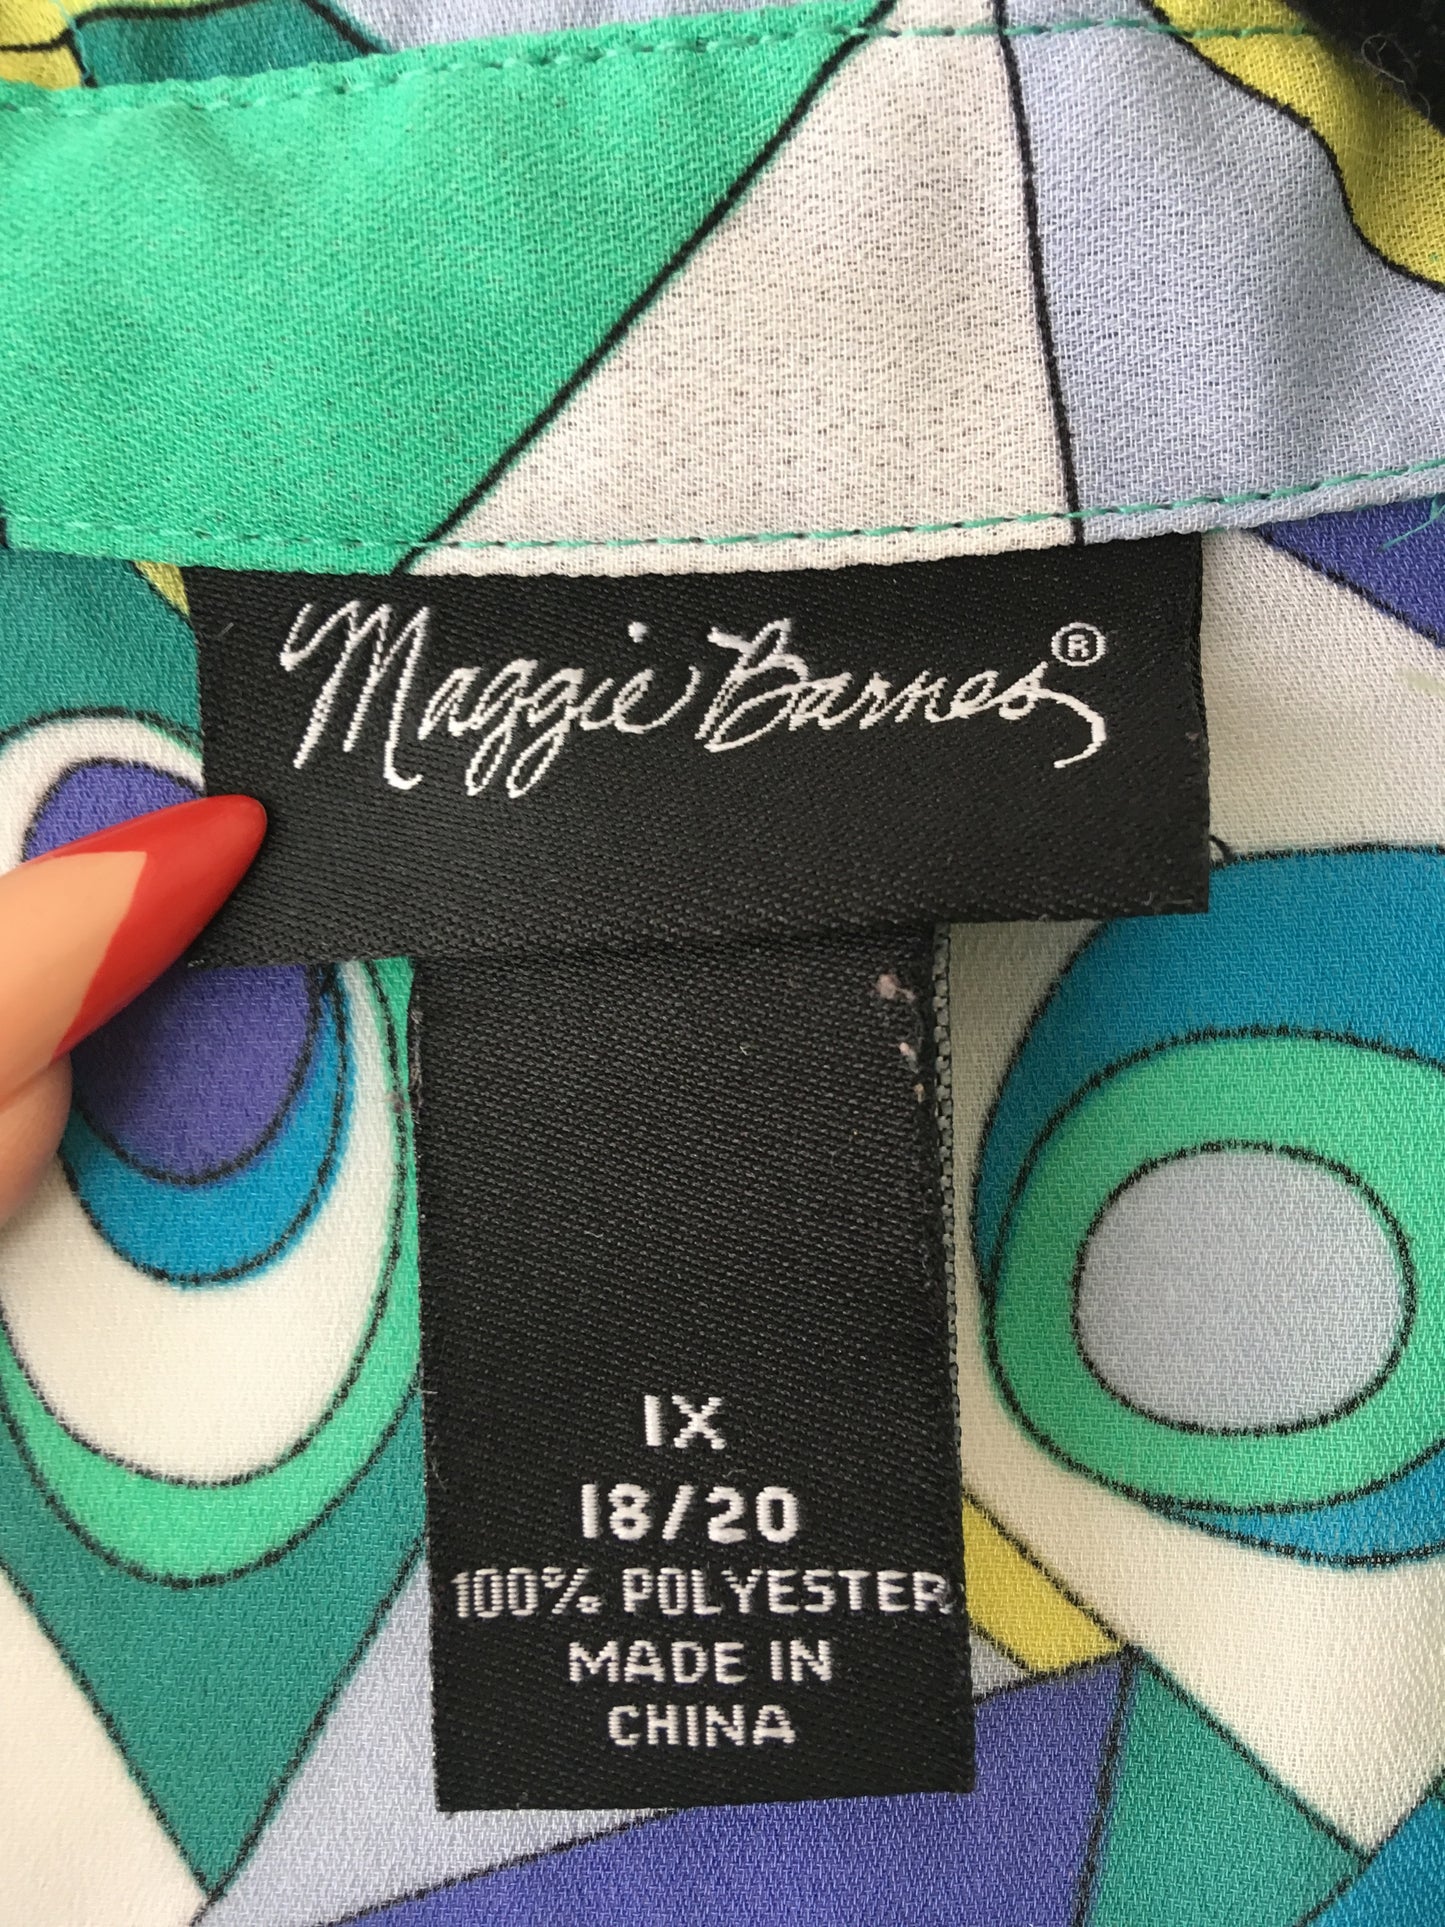 Maggie Barnes®
1X
18/20
100% POLYESTER
MADE IN
CHINA